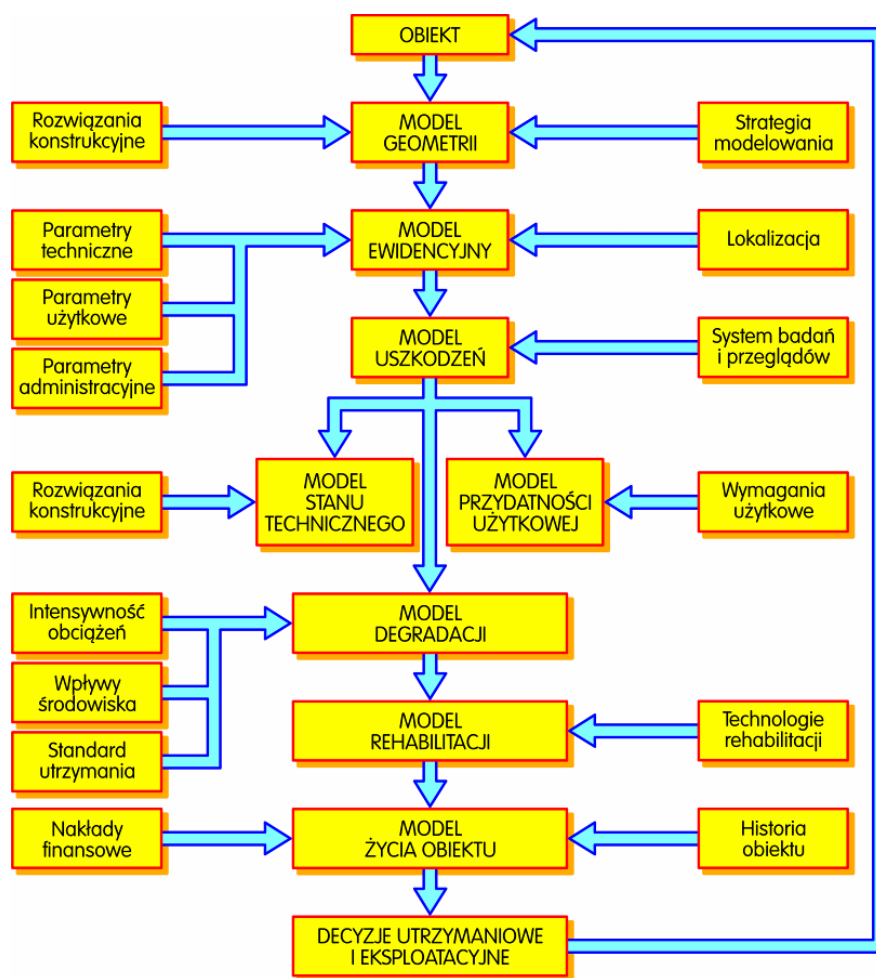 OBIEKT
Rozwiązania
konstrukcyjne
MODEL
GEOMETRII
Strategia
modelowania
Parametry
techniczne
MODEL
EWIDENCYJNY
Lokalizacja
Parametry
użytkowe
Parametry
administracyjne
MODEL
USZKODZEŃ
System badań
i przeglądów
Rozwiązania
konstrukcyjne
MODEL
STANU
TECHNICZNEGO
MODEL
PRZYDATNOŚCI
UŻYTKOWEJ
Wymagania
użytkowe
Intensywność
obciążeń
MODEL
DEGRADACJI
Wpływy
środowiska
Standard
utrzymania
MODEL
REHABILITACJI
Technologie
rehabilitacji
Nakłady
finansowe
MODEL
ŻYCIA OBIEKTU
Historia
obiektu
DECYZJE UTRZYMANIOWE
I EKSPLOATACYJNE